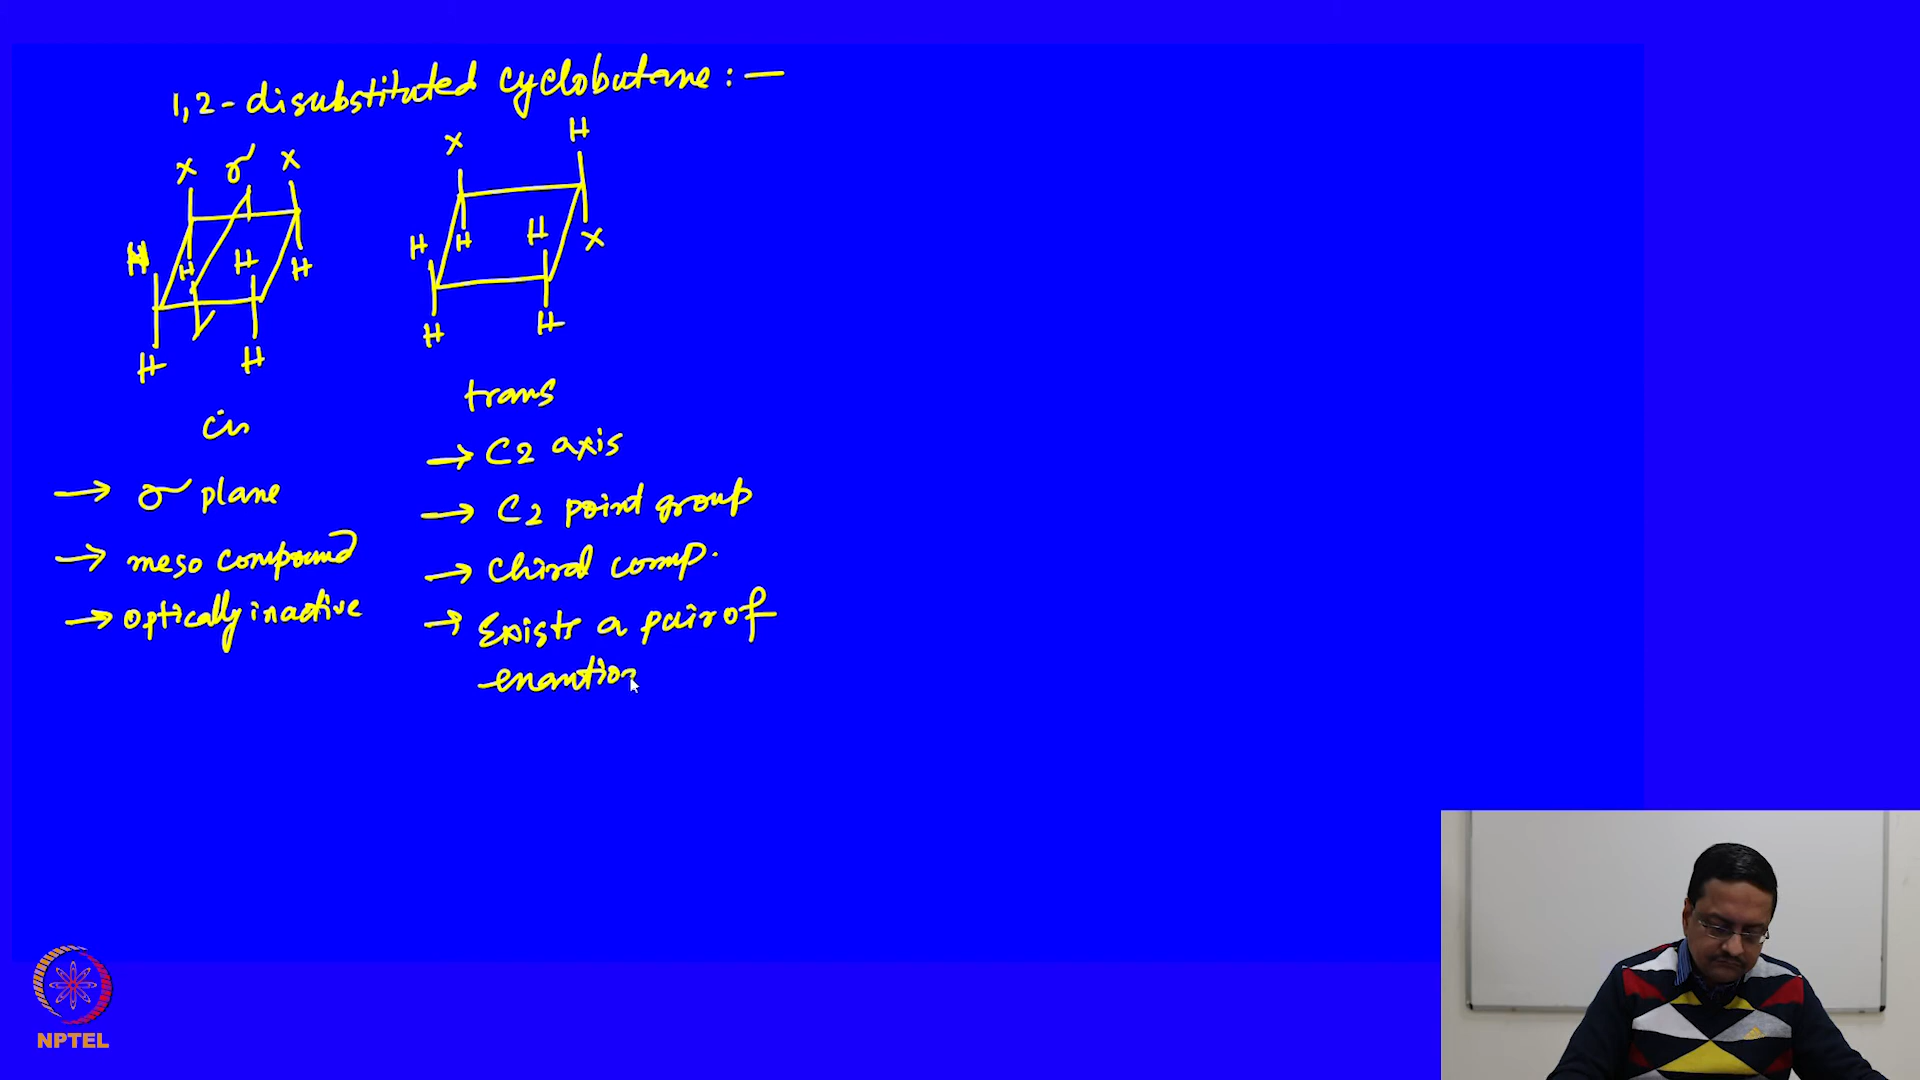 1,2-disubstituted cyclobutane : —
X σ X
H H H H
H H
X H
H H H X
H H
cis
→ σ plane
→ meso compound
→ optically inactive
trans
→ C2 axis
→ C2 point group
→ chiral comp.
→ Exists a pair of
enantion
NPTEL